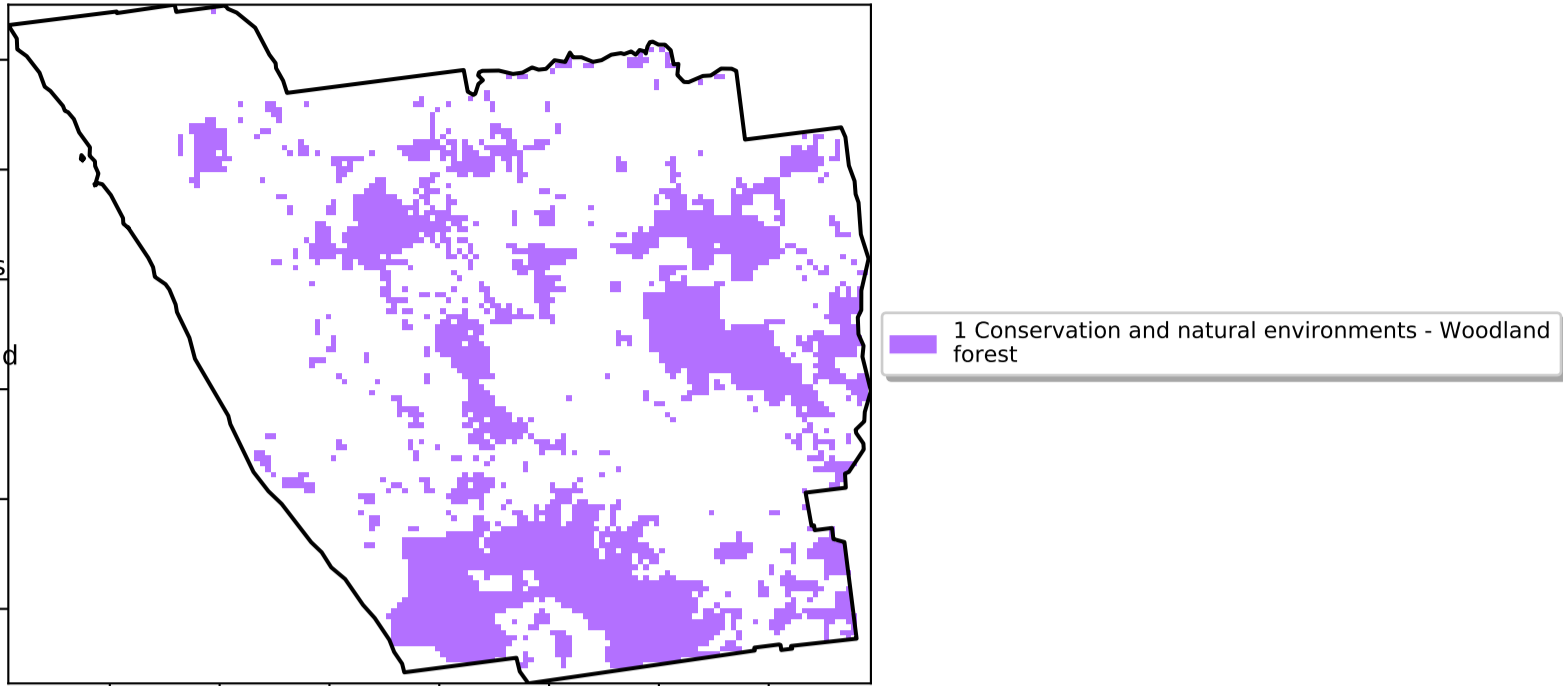 1 Conservation and natural environments - Woodland
forest
d